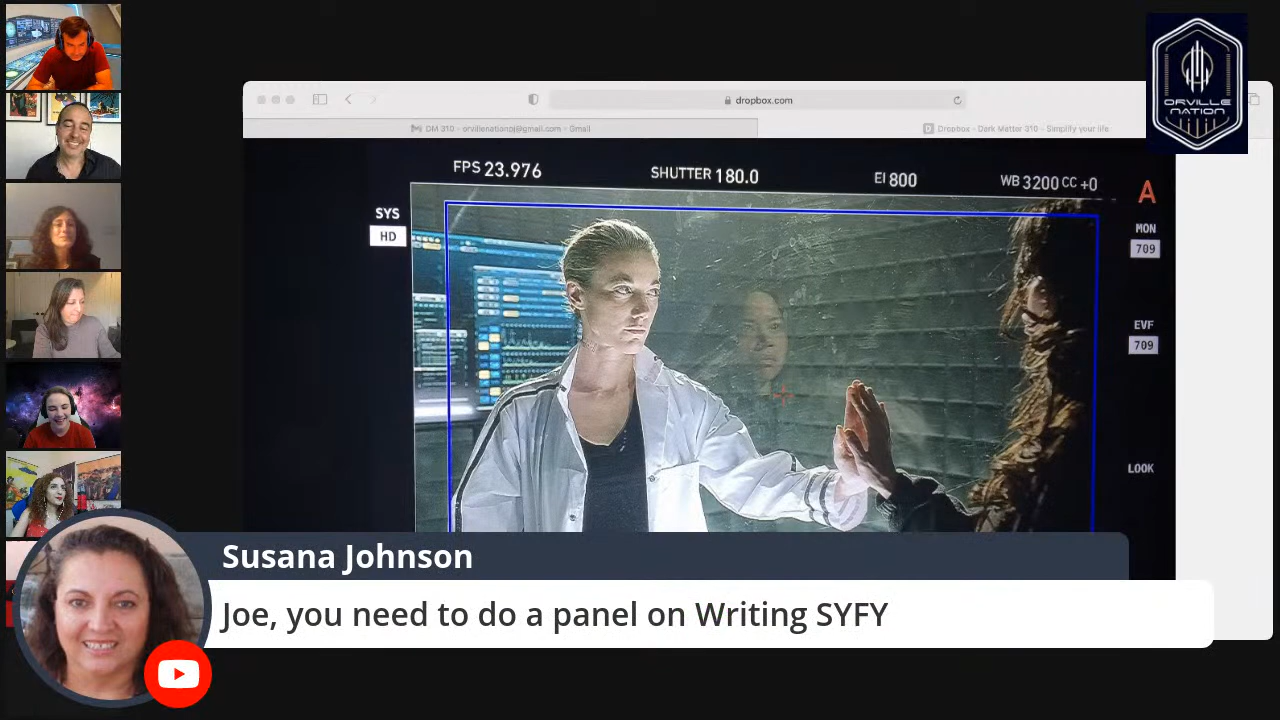 dropbox.com
DM 310 - orvillenationpj@gmail.com - Gmail
Dropbox - Dark Matter 310 - Simplify your life
ORVILLE
NATION
FPS 23.976
SHUTTER 180.0
EI 800
WB 3200 CC +0
A
SYS
HD
MON
709
EVF
709
LOOK
Susana Johnson
Joe, you need to do a panel on Writing SYFY